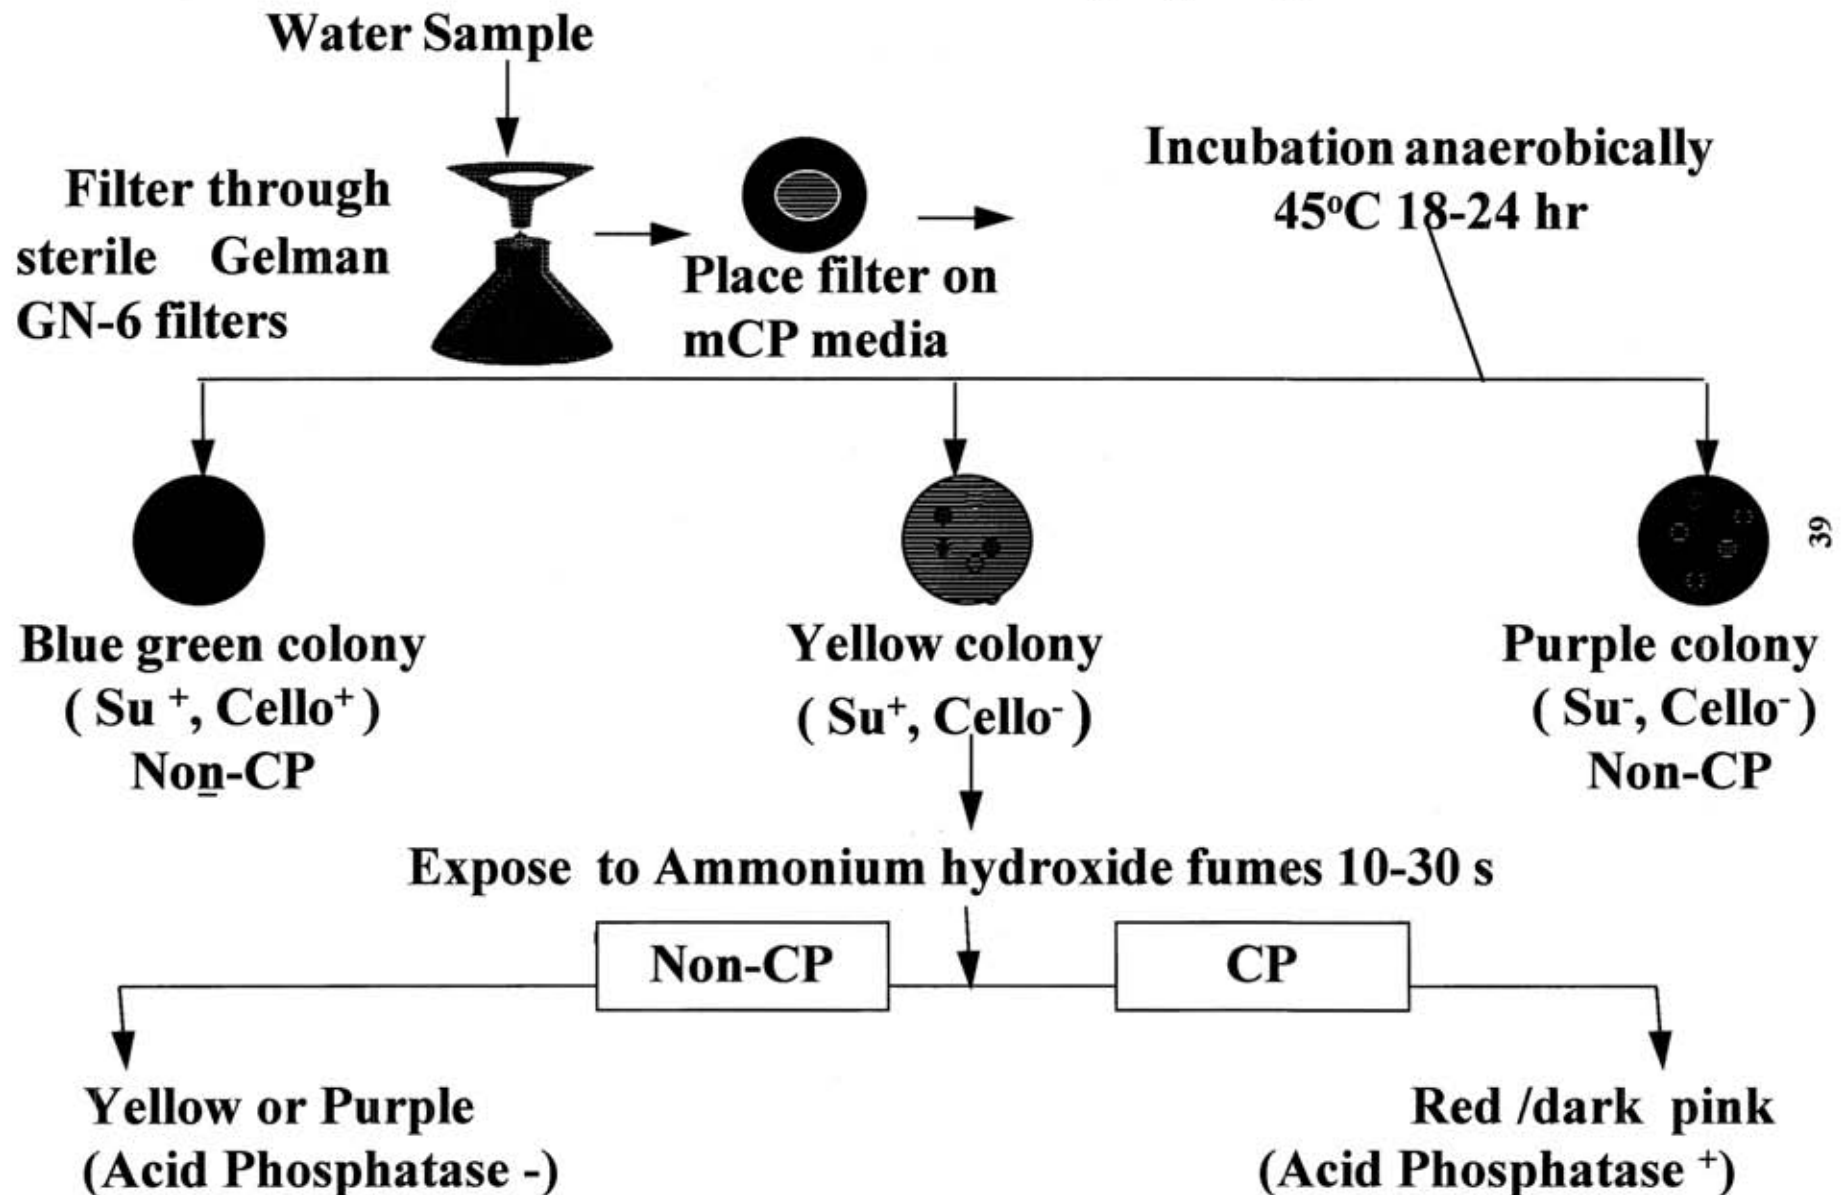 Water Sample
Filter through
sterile Gelman
GN-6 filters
Place filter on
mCP media
Incubation anaerobically
45°C 18-24 hr
Blue green colony
( Su ⁺, Cello⁺ )
Non-CP
Yellow colony
( Su⁺, Cello⁻ )
Purple colony
( Su⁻, Cello⁻ )
Non-CP
39
Expose to Ammonium hydroxide fumes 10-30 s
Non-CP
CP
Yellow or Purple
(Acid Phosphatase -)
Red /dark pink
(Acid Phosphatase ⁺)